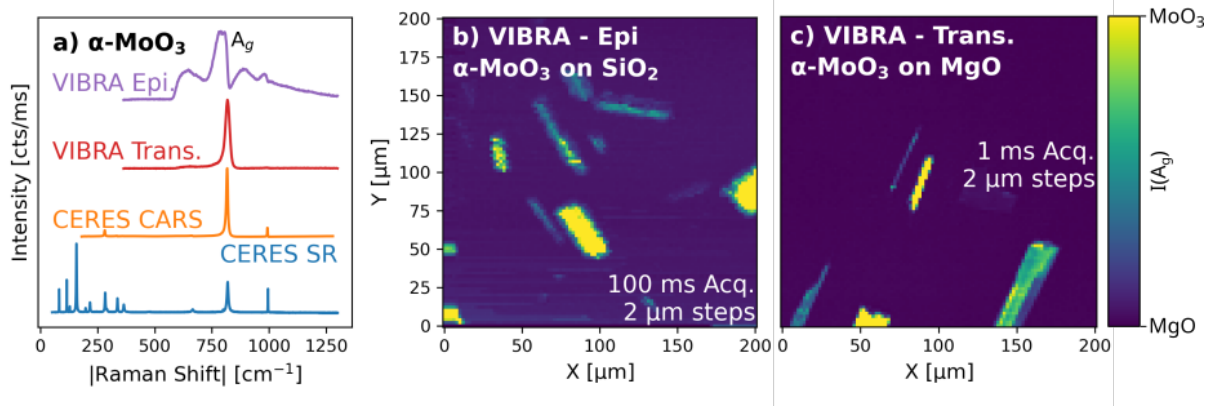 a) α-MoO₃
A_g
VIBRA Epi.
VIBRA Trans.
CERES CARS
CERES SR
Intensity [cts/ms]
0
250
500
750
1000
1250
|Raman Shift| [cm⁻¹]
b) VIBRA - Epi
α-MoO₃ on SiO₂
100 ms Acq.
2 μm steps
Y [μm]
200
175
150
125
100
75
50
25
0
0
50
100
150
200
X [μm]
c) VIBRA - Trans.
α-MoO₃ on MgO
1 ms Acq.
2 μm steps
0
50
100
150
200
X [μm]
MoO₃
I(A_g)
MgO